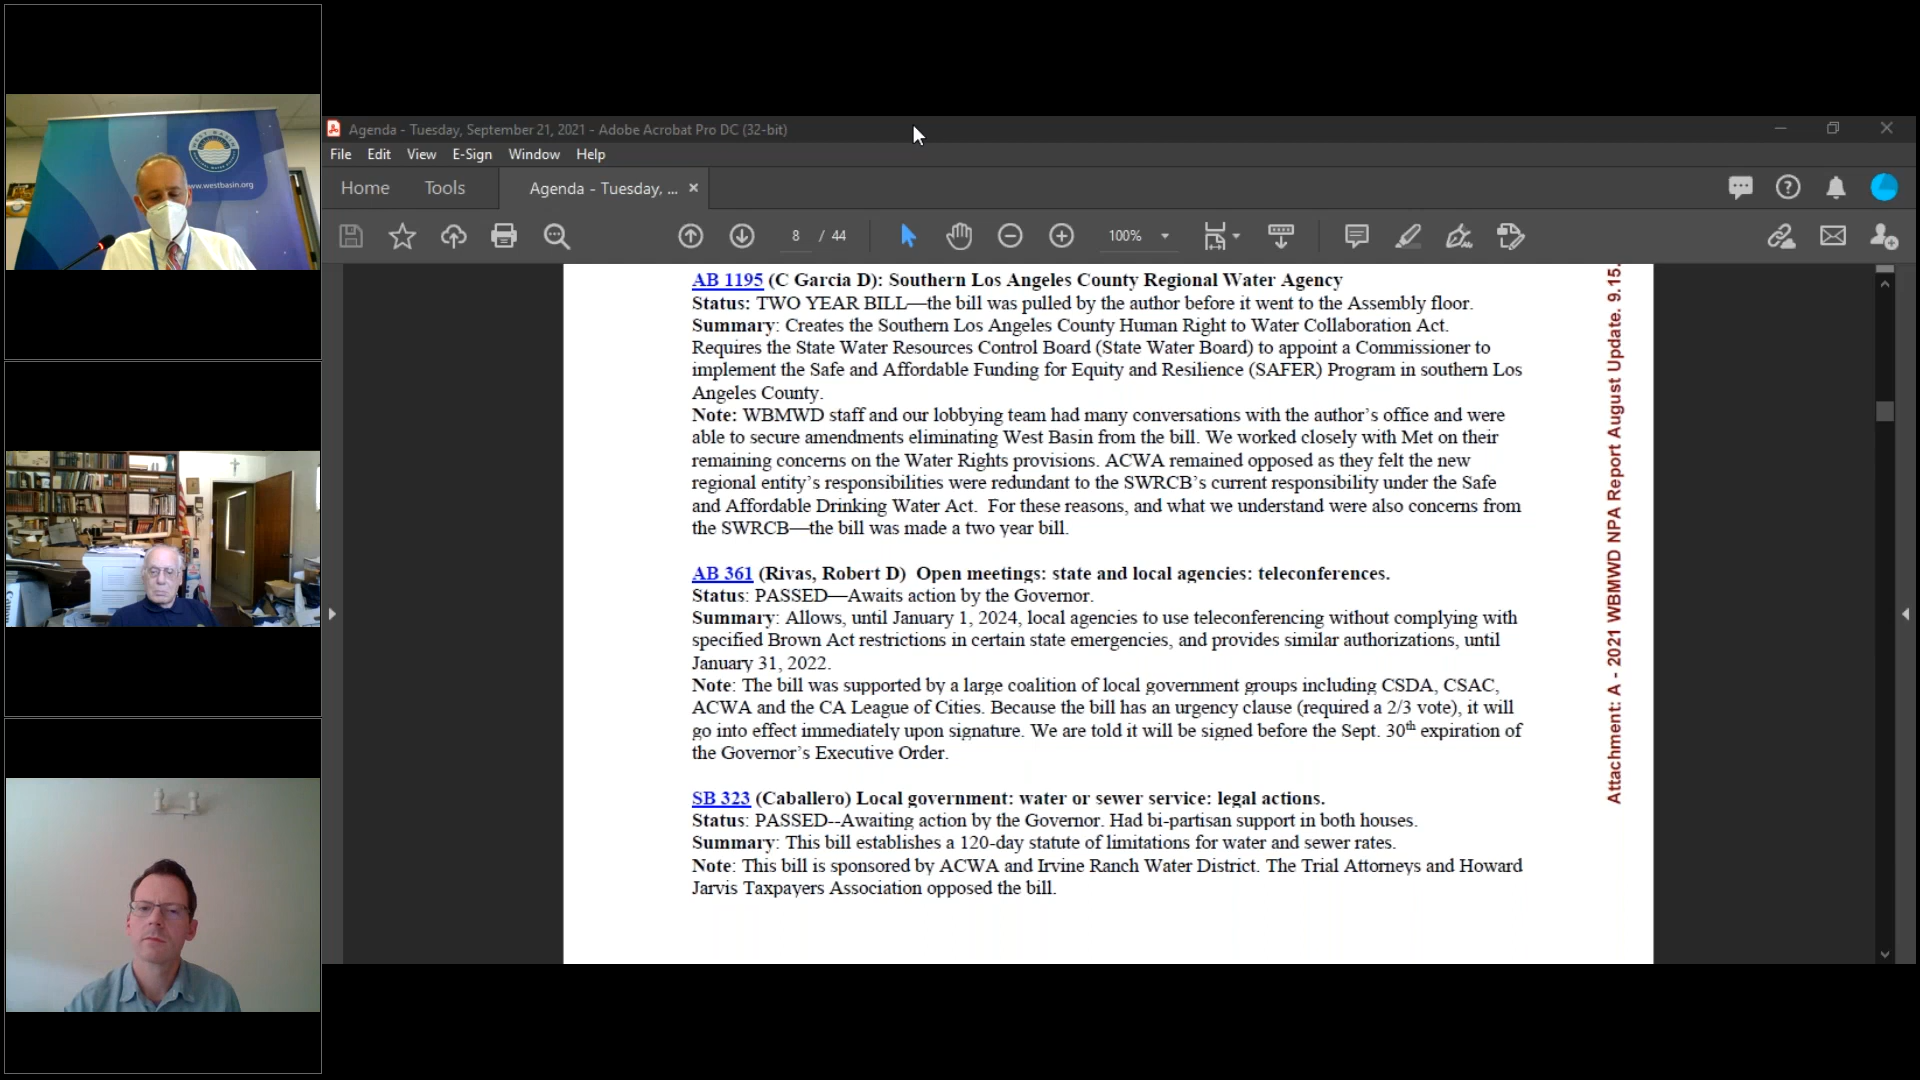 WEST BASIN
www.westbasin.org
Agenda - Tuesday, September 21, 2021 - Adobe Acrobat Pro DC (32-bit)
File Edit View E-Sign Window Help
Home Tools Agenda - Tuesday, ... ×
8 / 44 100%
AB 1195 (C Garcia D): Southern Los Angeles County Regional Water Agency
Status: TWO YEAR BILL—the bill was pulled by the author before it went to the Assembly floor.
Summary: Creates the Southern Los Angeles County Human Right to Water Collaboration Act.
Requires the State Water Resources Control Board (State Water Board) to appoint a Commissioner to
implement the Safe and Affordable Funding for Equity and Resilience (SAFER) Program in southern Los
Angeles County.
Note: WBMWD staff and our lobbying team had many conversations with the author's office and were
able to secure amendments eliminating West Basin from the bill. We worked closely with Met on their
remaining concerns on the Water Rights provisions. ACWA remained opposed as they felt the new
regional entity's responsibilities were redundant to the SWRCB's current responsibility under the Safe
and Affordable Drinking Water Act. For these reasons, and what we understand were also concerns from
the SWRCB—the bill was made a two year bill.
AB 361 (Rivas, Robert D) Open meetings: state and local agencies: teleconferences.
Status: PASSED—Awaits action by the Governor.
Summary: Allows, until January 1, 2024, local agencies to use teleconferencing without complying with
specified Brown Act restrictions in certain state emergencies, and provides similar authorizations, until
January 31, 2022.
Note: The bill was supported by a large coalition of local government groups including CSDA, CSAC,
ACWA and the CA League of Cities. Because the bill has an urgency clause (required a 2/3 vote), it will
go into effect immediately upon signature. We are told it will be signed before the Sept. 30th expiration of
the Governor's Executive Order.
SB 323 (Caballero) Local government: water or sewer service: legal actions.
Status: PASSED--Awaiting action by the Governor. Had bi-partisan support in both houses.
Summary: This bill establishes a 120-day statute of limitations for water and sewer rates.
Note: This bill is sponsored by ACWA and Irvine Ranch Water District. The Trial Attorneys and Howard
Jarvis Taxpayers Association opposed the bill.
Attachment: A - 2021 WBMWD NPA Report August Update. 9.15.